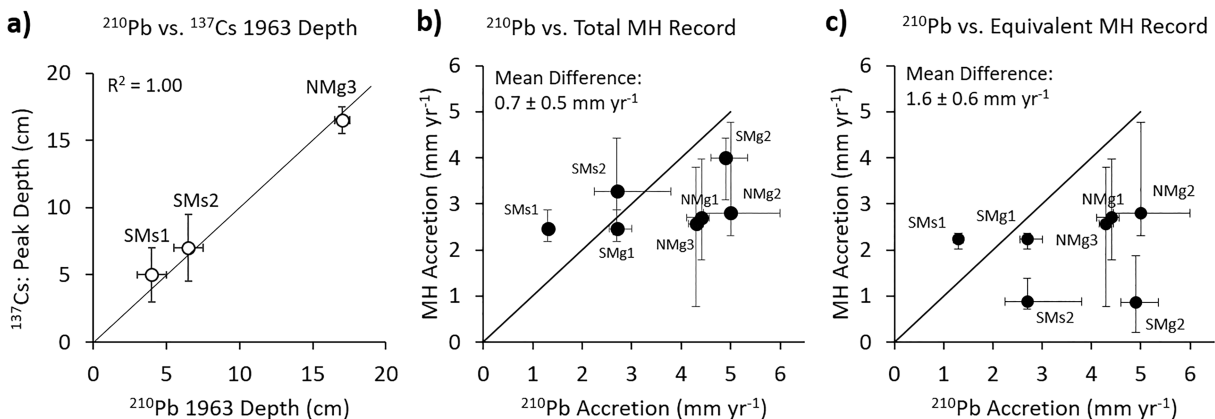 a)
²¹⁰Pb vs. ¹³⁷Cs 1963 Depth
R² = 1.00
NMg3
SMs2
SMs1
20
15
10
5
0
0 5 10 15 20
¹³⁷Cs: Peak Depth (cm)
²¹⁰Pb 1963 Depth (cm)
b)
²¹⁰Pb vs. Total MH Record
Mean Difference:
0.7 ± 0.5 mm yr⁻¹
SMg2
SMs2
NMg1
NMg2
SMs1
SMg1
NMg3
6
5
4
3
2
1
0
0 1 2 3 4 5 6
MH Accretion (mm yr⁻¹)
²¹⁰Pb Accretion (mm yr⁻¹)
c)
²¹⁰Pb vs. Equivalent MH Record
Mean Difference:
1.6 ± 0.6 mm yr⁻¹
NMg2
NMg1
SMs1
SMg1
NMg3
SMs2
SMg2
6
5
4
3
2
1
0
0 1 2 3 4 5 6
MH Accretion (mm yr⁻¹)
²¹⁰Pb Accretion (mm yr⁻¹)